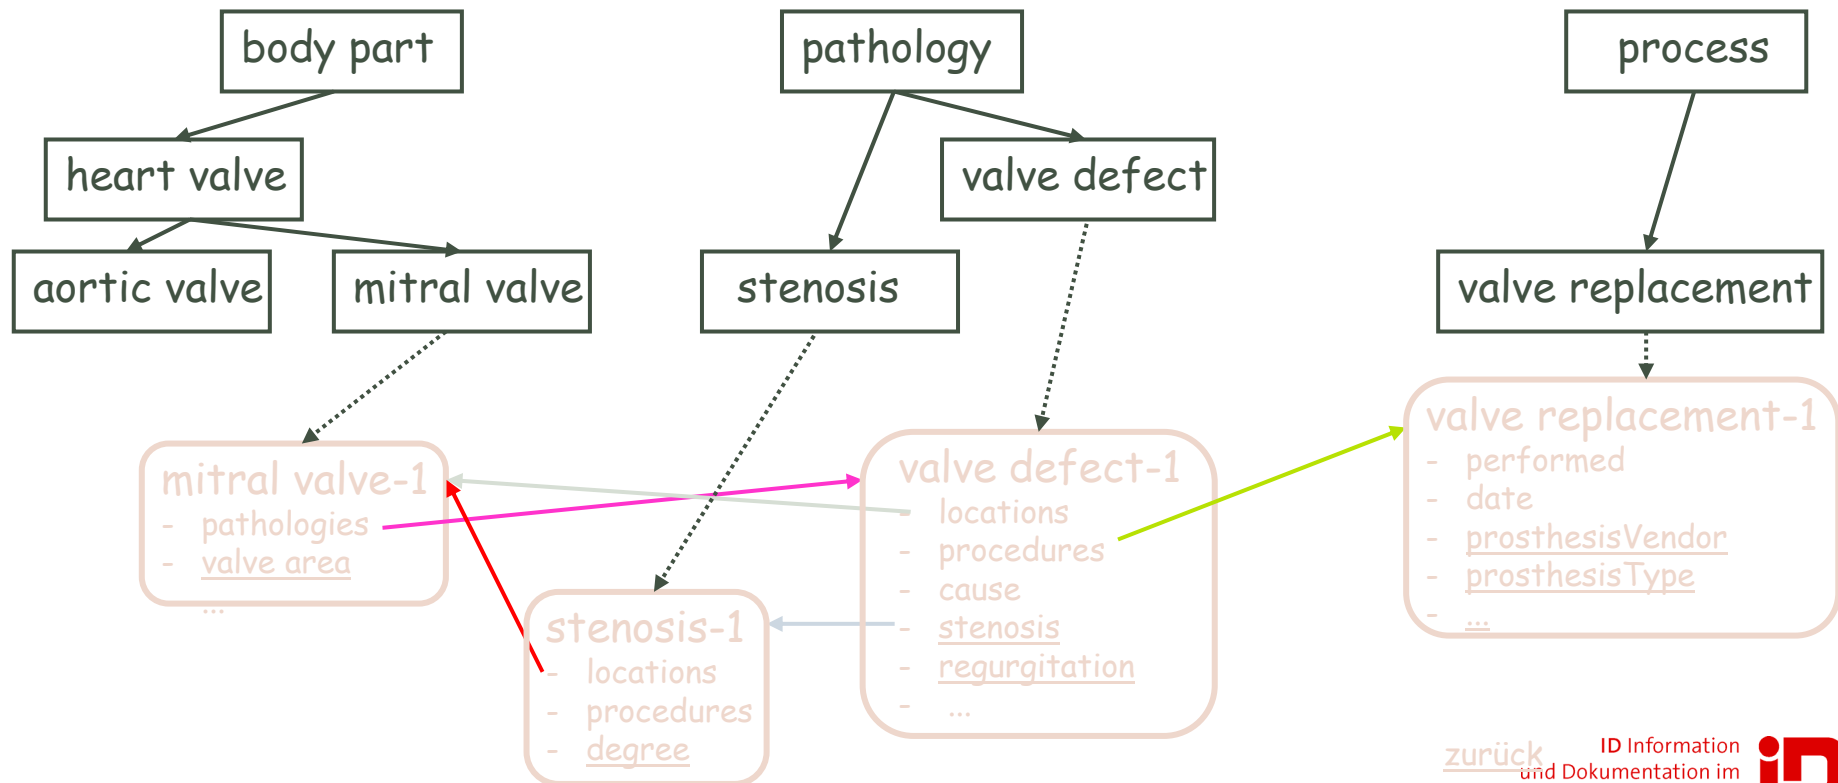 body part
pathology
process
heart valve
valve defect
aortic valve
mitral valve
stenosis
valve replacement
mitral valve-1
- pathologies
- valve area
...
stenosis-1
- locations
- procedures
- degree
valve defect-1
- locations
- procedures
- cause
- stenosis
- regurgitation
- ...
valve replacement-1
- performed
- date
- prosthesisVendor
- prosthesisType
- ...
zurück
ID Information
und Dokumentation im